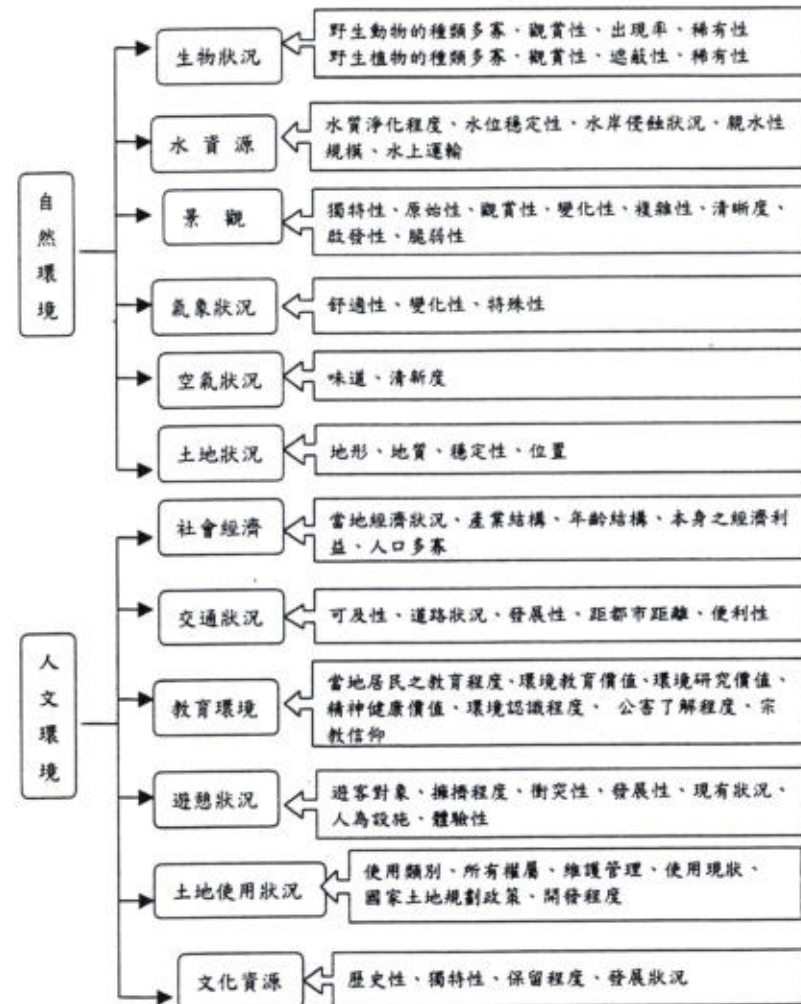 自然環境
生物狀況
野生動物的種類多寡、觀賞性、出現率、稀有性
野生植物的種類多寡、觀賞性、遮蔽性、稀有性
水資源
水質淨化程度、水位穩定性、水岸侵蝕狀況、親水性
規模、水上運輸
景觀
獨特性、原始性、觀賞性、變化性、複雜性、清晰度、
啟發性、脆弱性
氣象狀況
舒適性、變化性、特殊性
空氣狀況
味道、清新度
土地狀況
地形、地質、穩定性、位置
人文環境
社會經濟
當地經濟狀況、產業結構、年齡結構、本身之經濟利
益、人口多寡
交通狀況
可及性、道路狀況、發展性、距都市距離、便利性
教育環境
當地居民之教育程度、環境教育價值、環境研究價值、
精神健康價值、環境認識程度、 公害了解程度、宗
教信仰
遊憩狀況
遊客對象、擁擠程度、衝突性、發展性、現有狀況、
人為設施、體驗性
土地使用狀況
使用類別、所有權屬、維護管理、使用現狀、
國家土地規劃政策、開發程度
文化資源
歷史性、獨特性、保留程度、發展狀況